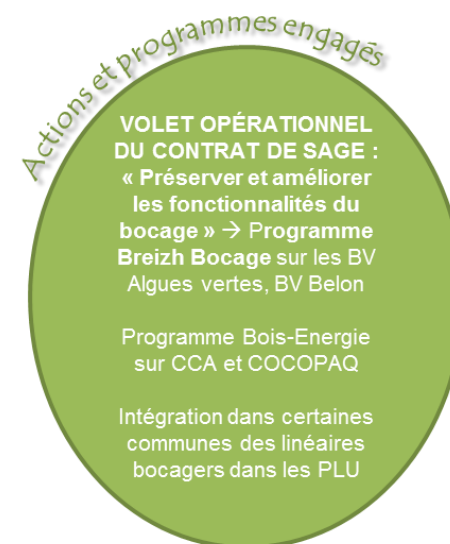 Actions et programmes engagés
VOLET OPÉRATIONNEL
DU CONTRAT DE SAGE :
« Préserver et améliorer
les fonctionnalités du
bocage » → Programme
Breizh Bocage sur les BV
Algues vertes, BV Belon
Programme Bois-Energie
sur CCA et COCOPAQ
Intégration dans certaines
communes des linéaires
bocagers dans les PLU